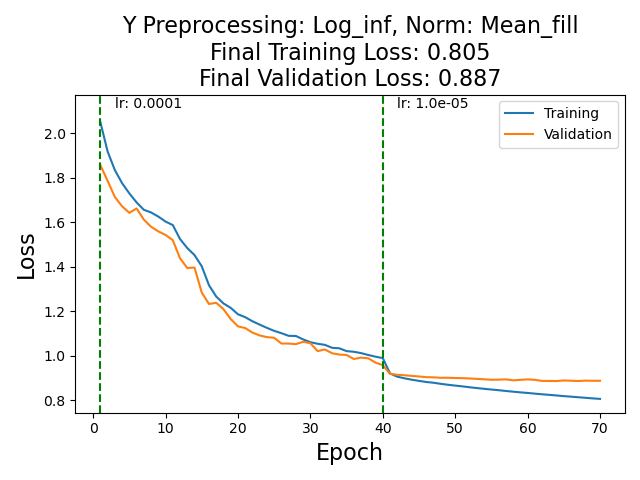 Y Preprocessing: Log_inf, Norm: Mean_fill
Final Training Loss: 0.805
Final Validation Loss: 0.887
lr: 0.0001
lr: 1.0e-05
Training
Validation
2.0
1.8
1.6
1.4
1.2
1.0
0.8
Loss
0
10
20
30
40
50
60
70
Epoch